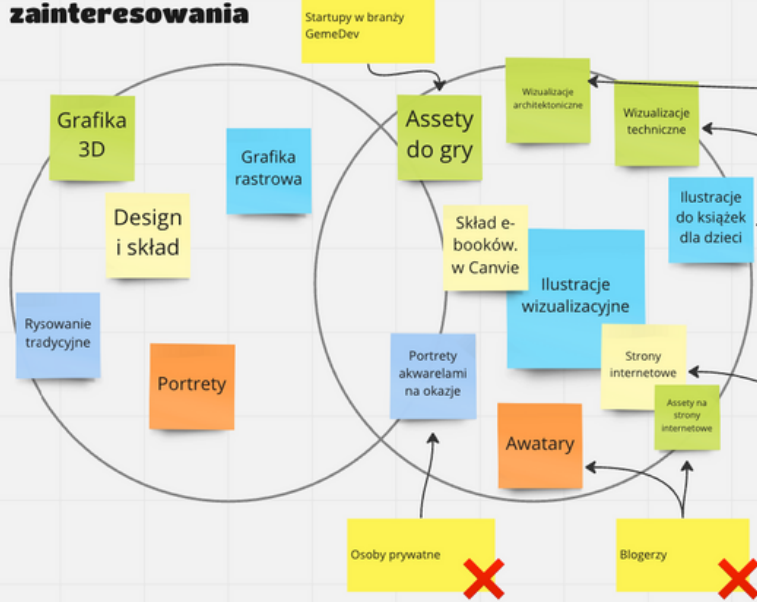 zainteresowania
Startupy w branży
GemeDev
Grafika
3D
Grafika
rastrowa
Design
i skład
Rysowanie
tradycyjne
Portrety
Assety
do gry
Wizualizacje
architektoniczne
Wizualizacje
techniczne
Ilustracje
do książek
dla dzieci
Skład e-
booków.
w Canvie
Ilustracje
wizualizacyjne
Portrety
akwarelami
na okazje
Strony
internetowe
Assety na
strony
internetowe
Awatary
Osoby prywatne
Blogerzy